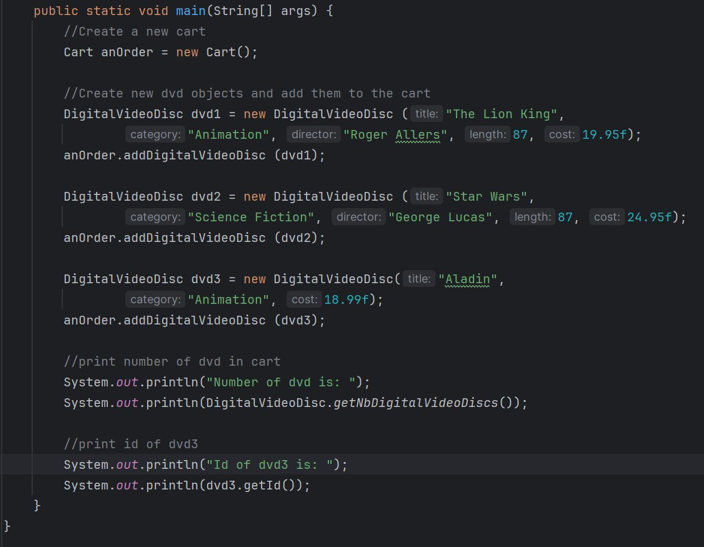 public static void main(String[] args) {
//Create a new cart
Cart anOrder = new Cart();
//Create new dvd objects and add them to the cart
DigitalVideoDisc dvd1 = new DigitalVideoDisc ( title: "The Lion King",
category: "Animation", director: "Roger Allers", length: 87, cost: 19.95f);
anOrder.addDigitalVideoDisc (dvd1);
DigitalVideoDisc dvd2 = new DigitalVideoDisc ( title: "Star Wars",
category: "Science Fiction", director: "George Lucas", length: 87, cost: 24.95f);
anOrder.addDigitalVideoDisc (dvd2);
DigitalVideoDisc dvd3 = new DigitalVideoDisc( title: "Aladin",
category: "Animation", cost: 18.99f);
anOrder.addDigitalVideoDisc (dvd3);
//print number of dvd in cart
System.out.println("Number of dvd is: ");
System.out.println(DigitalVideoDisc.getNbDigitalVideoDiscs());
//print id of dvd3
System.out.println("Id of dvd3 is: ");
System.out.println(dvd3.getId());
}
}